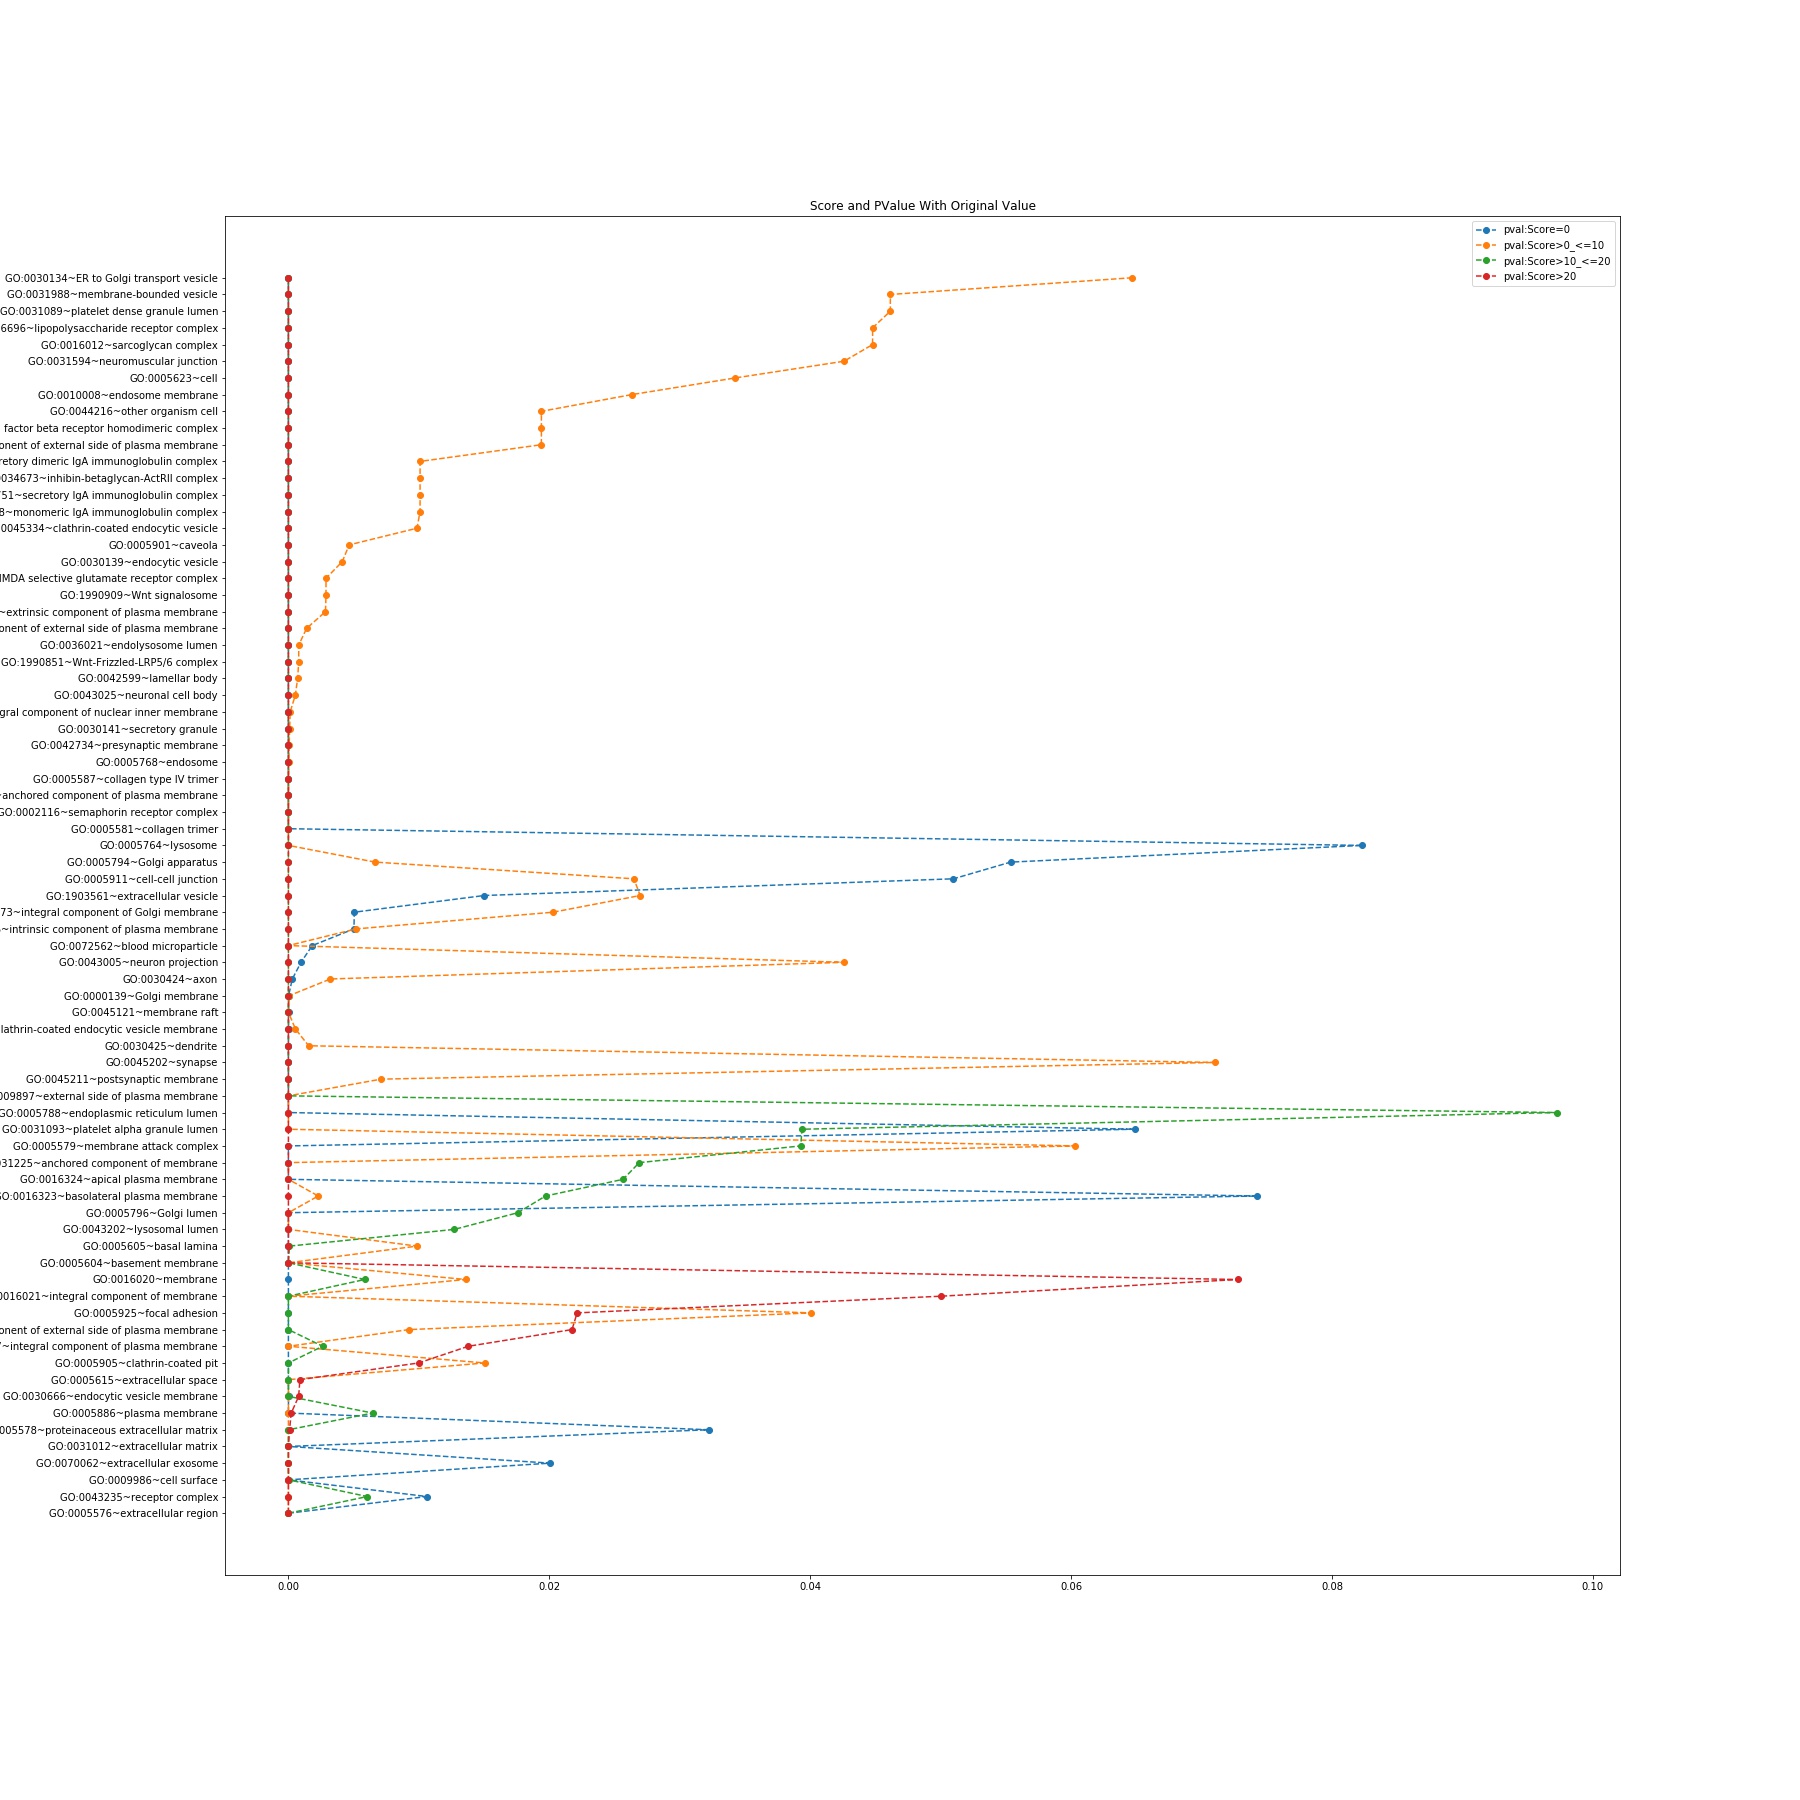 Score and PValue With Original Value
pval:Score=0
pval:Score>0_<=10
pval:Score>10_<=20
pval:Score>20
GO:0030134~ER to Golgi transport vesicle
GO:0031988~membrane-bounded vesicle
GO:0031089~platelet dense granule lumen
6696~lipopolysaccharide receptor complex
GO:0016012~sarcoglycan complex
GO:0031594~neuromuscular junction
GO:0005623~cell
GO:0010008~endosome membrane
GO:0044216~other organism cell
factor beta receptor homodimeric complex
onent of external side of plasma membrane
retory dimeric IgA immunoglobulin complex
034673~inhibin-betaglycan-ActRII complex
751~secretory IgA immunoglobulin complex
8~monomeric IgA immunoglobulin complex
0045334~clathrin-coated endocytic vesicle
GO:0005901~caveola
GO:0030139~endocytic vesicle
NMDA selective glutamate receptor complex
GO:1990909~Wnt signalosome
~extrinsic component of plasma membrane
onent of external side of plasma membrane
GO:0036021~endolysosome lumen
GO:1990851~Wnt-Frizzled-LRP5/6 complex
GO:0042599~lamellar body
GO:0043025~neuronal cell body
gral component of nuclear inner membrane
GO:0030141~secretory granule
GO:0042734~presynaptic membrane
GO:0005768~endosome
GO:0005587~collagen type IV trimer
~anchored component of plasma membrane
GO:0002116~semaphorin receptor complex
GO:0005581~collagen trimer
GO:0005764~lysosome
GO:0005794~Golgi apparatus
GO:0005911~cell-cell junction
GO:1903561~extracellular vesicle
73~integral component of Golgi membrane
~intrinsic component of plasma membrane
GO:0072562~blood microparticle
GO:0043005~neuron projection
GO:0030424~axon
GO:0000139~Golgi membrane
GO:0045121~membrane raft
lathrin-coated endocytic vesicle membrane
GO:0030425~dendrite
GO:0045202~synapse
GO:0045211~postsynaptic membrane
009897~external side of plasma membrane
GO:0005788~endoplasmic reticulum lumen
GO:0031093~platelet alpha granule lumen
GO:0005579~membrane attack complex
031225~anchored component of membrane
GO:0016324~apical plasma membrane
GO:0016323~basolateral plasma membrane
GO:0005796~Golgi lumen
GO:0043202~lysosomal lumen
GO:0005605~basal lamina
GO:0005604~basement membrane
GO:0016020~membrane
0016021~integral component of membrane
GO:0005925~focal adhesion
onent of external side of plasma membrane
7~integral component of plasma membrane
GO:0005905~clathrin-coated pit
GO:0005615~extracellular space
GO:0030666~endocytic vesicle membrane
GO:0005886~plasma membrane
005578~proteinaceous extracellular matrix
GO:0031012~extracellular matrix
GO:0070062~extracellular exosome
GO:0009986~cell surface
GO:0043235~receptor complex
GO:0005576~extracellular region
0.00 0.02 0.04 0.06 0.08 0.10